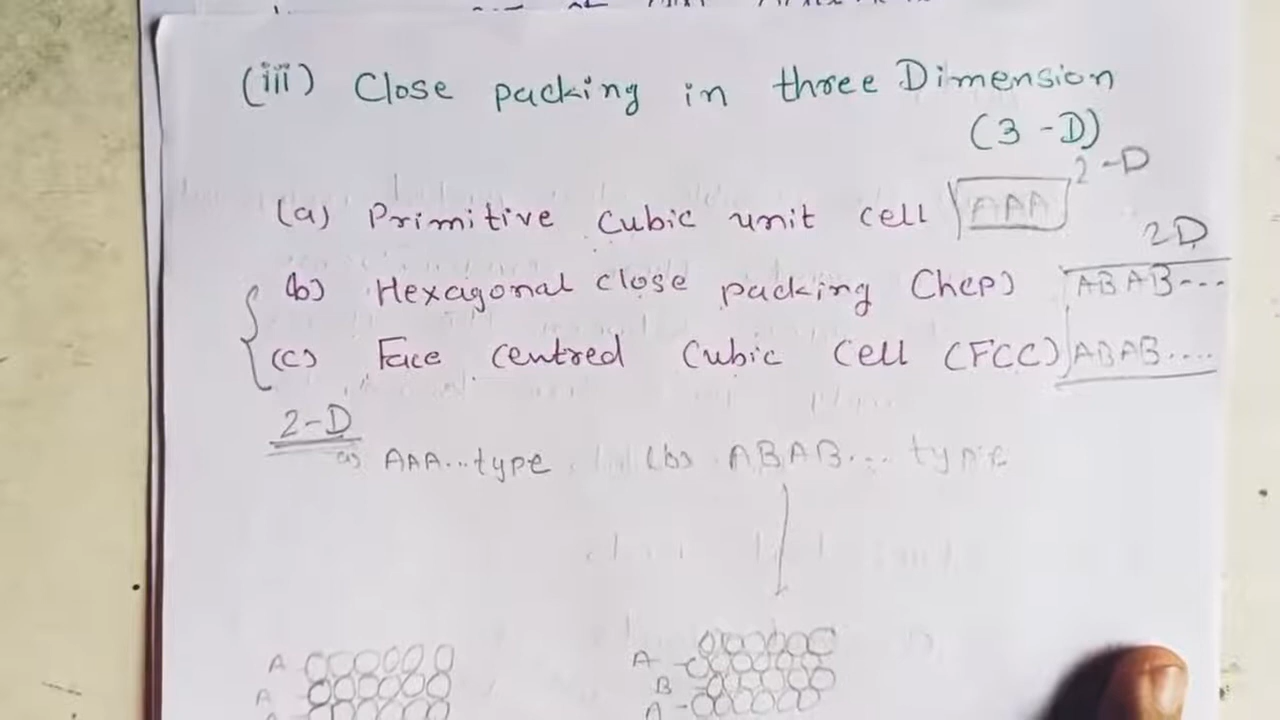 (iii) Close packing in three Dimension
(3 -D)
2 -D
(a) Primitive Cubic unit cell AAA
2D
(b) Hexagonal close packing Chcp) ABAB---
(c) Face centred Cubic Cell (FCC) ABAB....
2-D
(a) AAA...type (b) ABAB... type
A A
A B
A